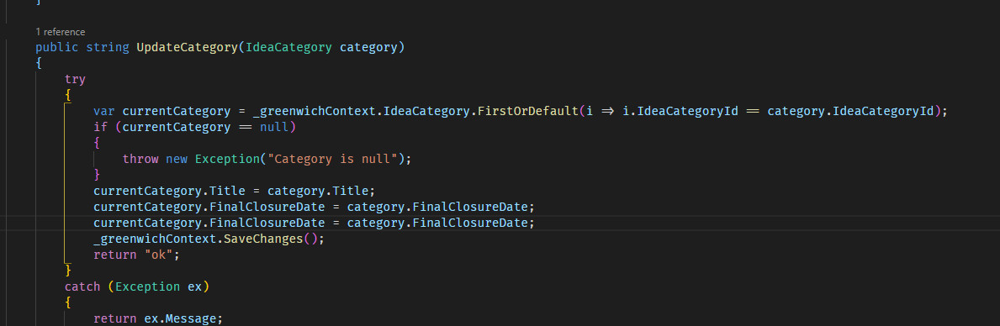 }
1 reference
public string UpdateCategory(IdeaCategory category)
{
try
{
var currentCategory = _greenwichContext.IdeaCategory.FirstOrDefault(i => i.IdeaCategoryId == category.IdeaCategoryId);
if (currentCategory == null)
{
throw new Exception("Category is null");
}
currentCategory.Title = category.Title;
currentCategory.FinalClosureDate = category.FinalClosureDate;
currentCategory.FinalClosureDate = category.FinalClosureDate;
_greenwichContext.SaveChanges();
return "ok";
}
catch (Exception ex)
{
return ex.Message;